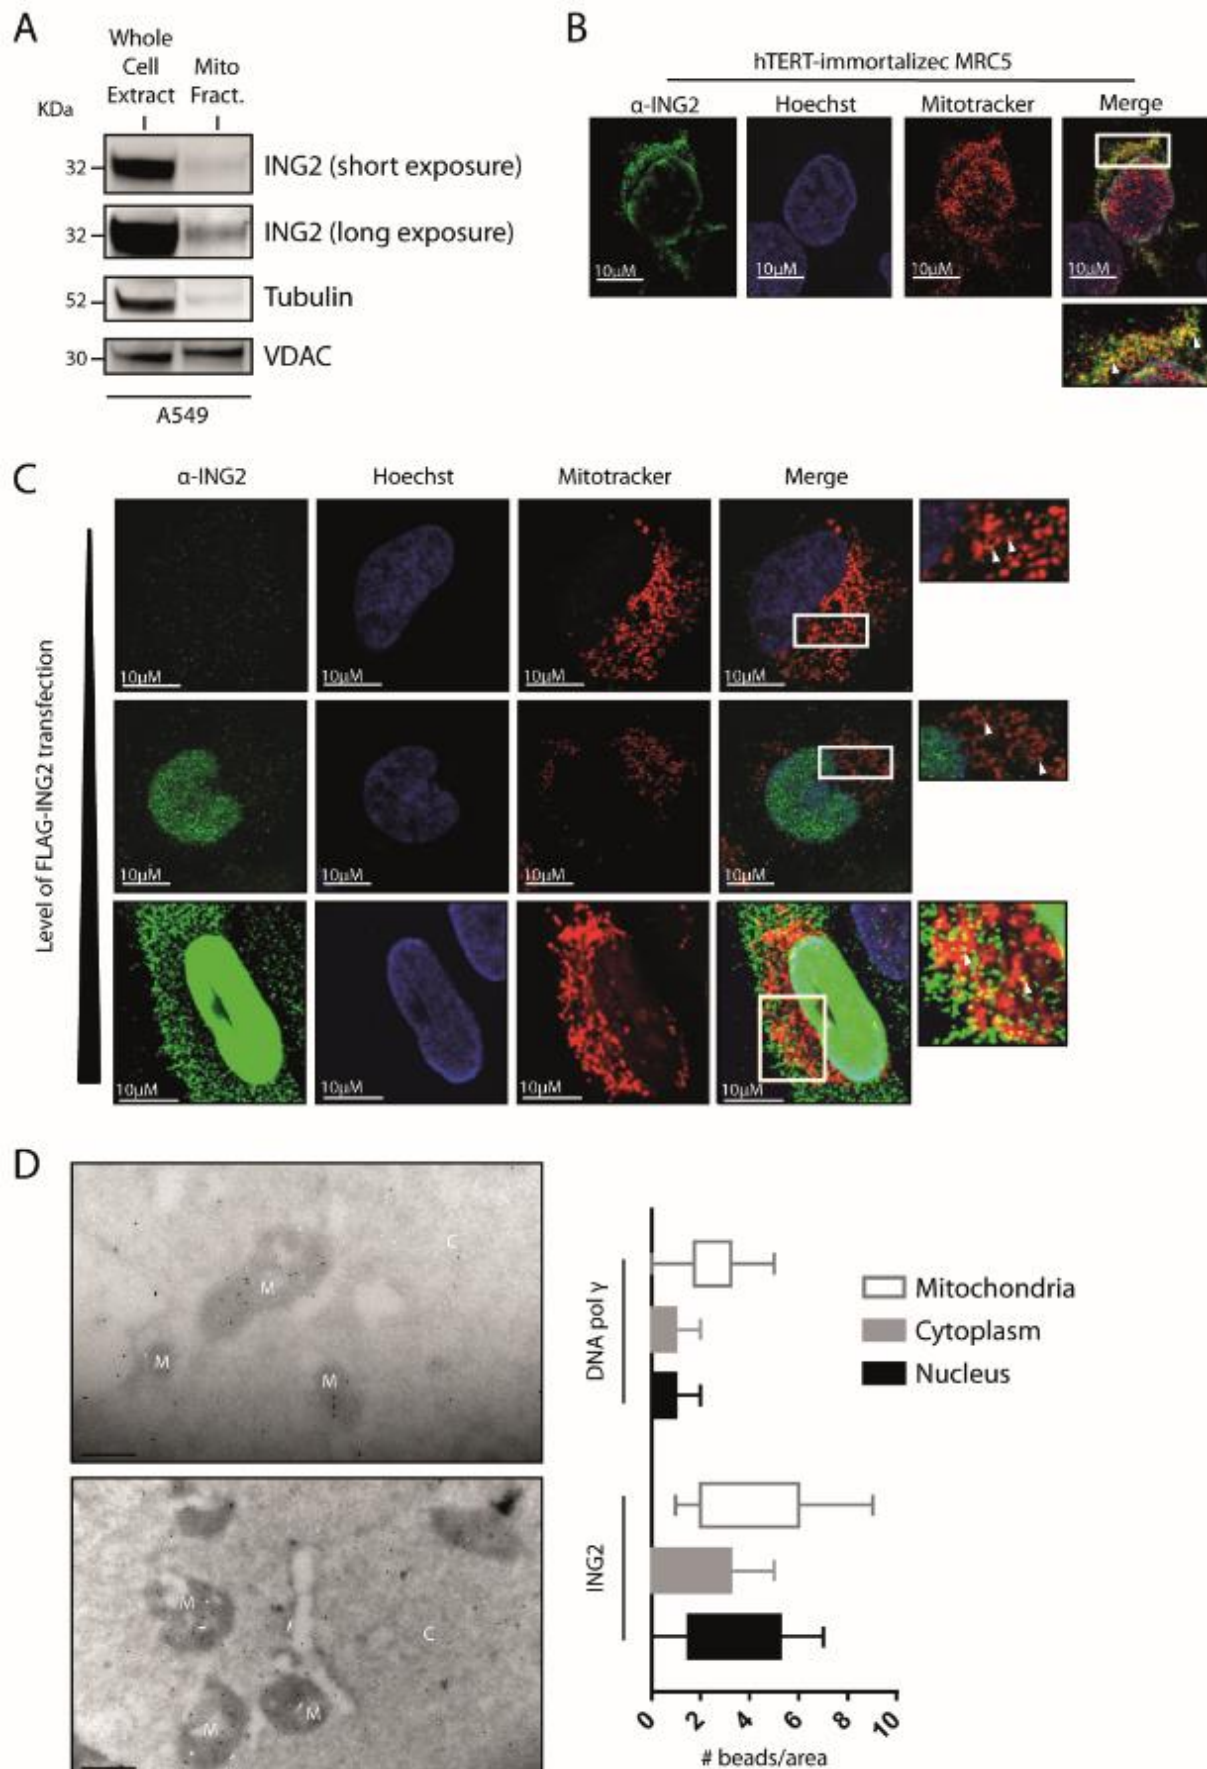 A
Whole
Cell
Extract
Mito
Fract.
KDa
32
ING2 (short exposure)
32
ING2 (long exposure)
52
Tubulin
30
VDAC
A549
B
hTERT-immortalizec MRC5
α-ING2
Hoechst
Mitotracker
Merge
10µM
10µM
10µM
10µM
C
α-ING2
Hoechst
Mitotracker
Merge
Level of FLAG-ING2 transfection
10µM
10µM
10µM
10µM
10µM
10µM
10µM
10µM
10µM
10µM
10µM
10µM
D
C
M
M
M
M
C
M
M
DNA pol γ
ING2
Mitochondria
Cytoplasm
Nucleus
0 2 4 6 8 10
# beads/area